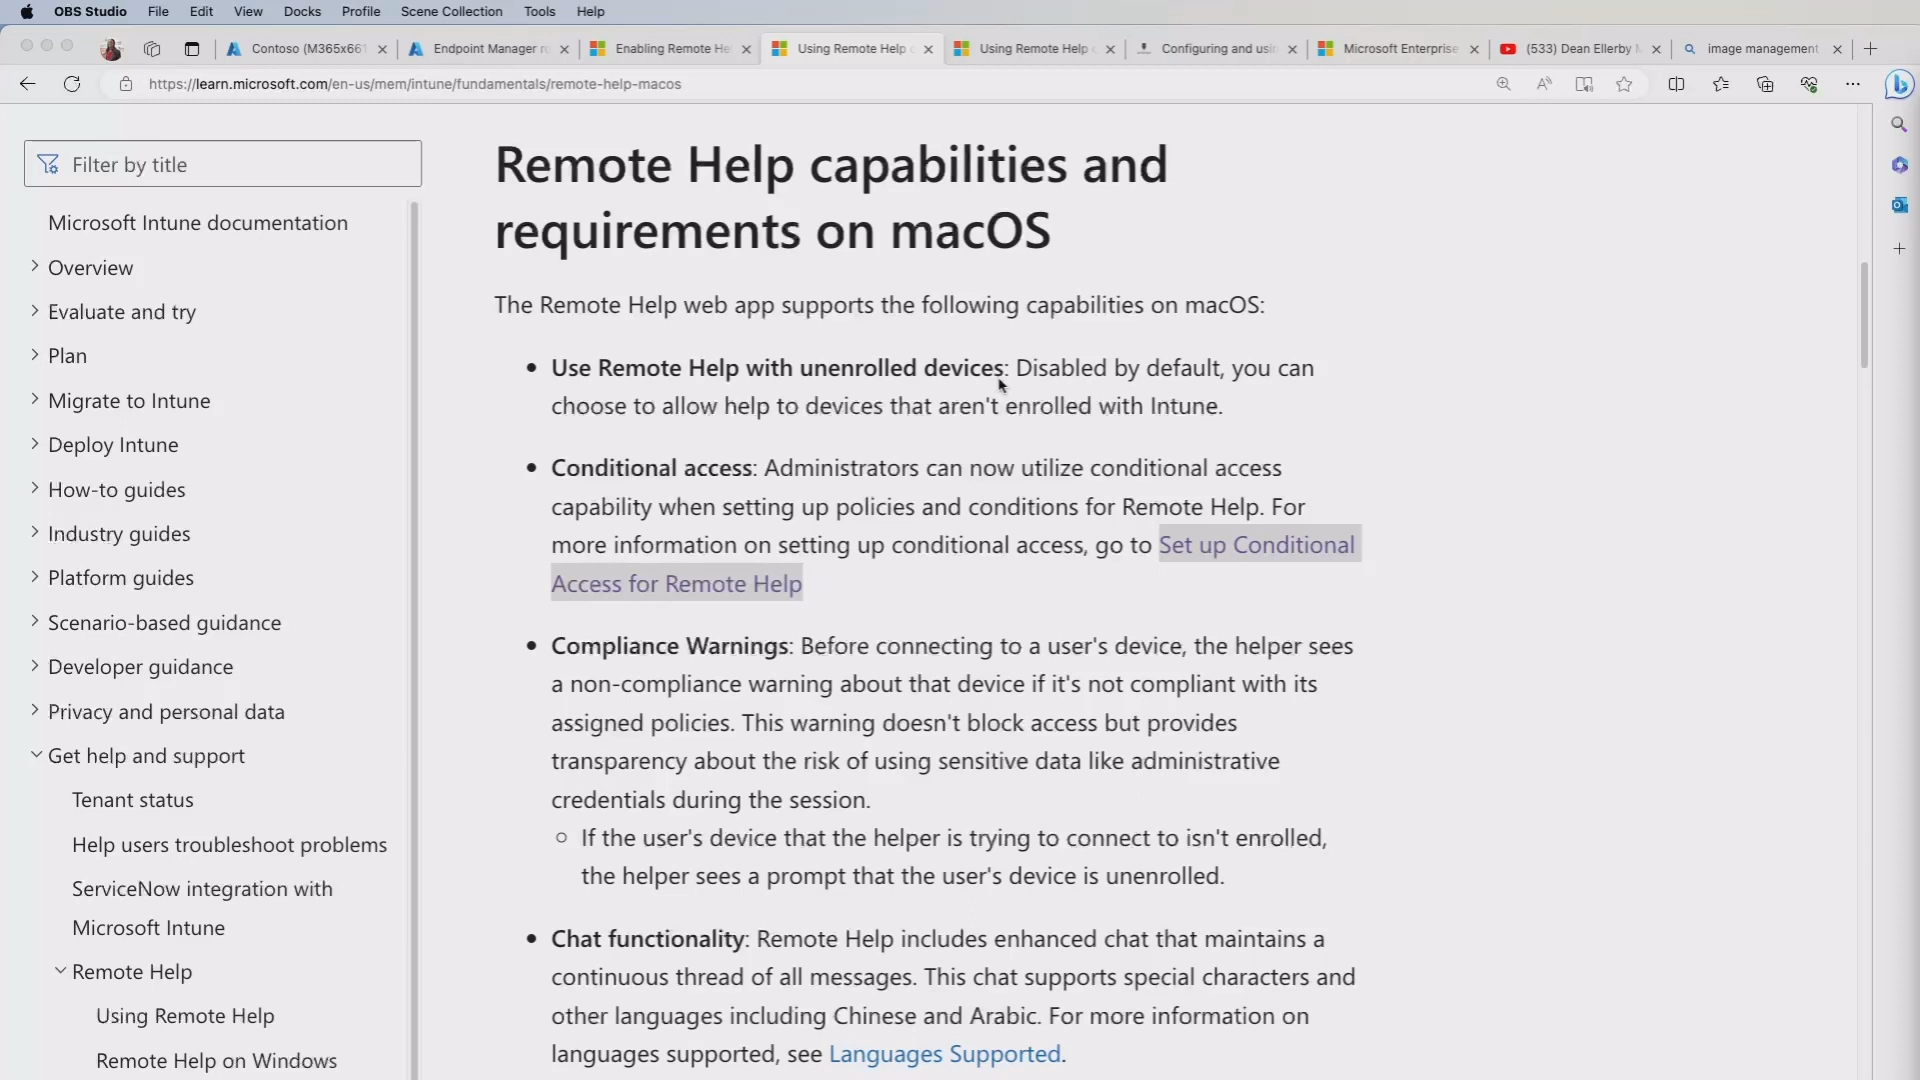 OBS Studio File Edit View Docks Profile Scene Collection Tools Help
Contoso (M365x661 Endpoint Manager ro Enabling Remote He Using Remote Help Using Remote Help Configuring and usin Microsoft Enterprise (533) Dean Ellerby image management
https://learn.microsoft.com/en-us/mem/intune/fundamentals/remote-help-macos
Filter by title
Microsoft Intune documentation
Overview
Evaluate and try
Plan
Migrate to Intune
Deploy Intune
How-to guides
Industry guides
Platform guides
Scenario-based guidance
Developer guidance
Privacy and personal data
Get help and support
Tenant status
Help users troubleshoot problems
ServiceNow integration with
Microsoft Intune
Remote Help
Using Remote Help
Remote Help on Windows
Remote Help capabilities and
requirements on macOS
The Remote Help web app supports the following capabilities on macOS:
• Use Remote Help with unenrolled devices: Disabled by default, you can
choose to allow help to devices that aren't enrolled with Intune.
• Conditional access: Administrators can now utilize conditional access
capability when setting up policies and conditions for Remote Help. For
more information on setting up conditional access, go to Set up Conditional
Access for Remote Help
• Compliance Warnings: Before connecting to a user's device, the helper sees
a non-compliance warning about that device if it's not compliant with its
assigned policies. This warning doesn't block access but provides
transparency about the risk of using sensitive data like administrative
credentials during the session.
○ If the user's device that the helper is trying to connect to isn't enrolled,
the helper sees a prompt that the user's device is unenrolled.
• Chat functionality: Remote Help includes enhanced chat that maintains a
continuous thread of all messages. This chat supports special characters and
other languages including Chinese and Arabic. For more information on
languages supported, see Languages Supported.